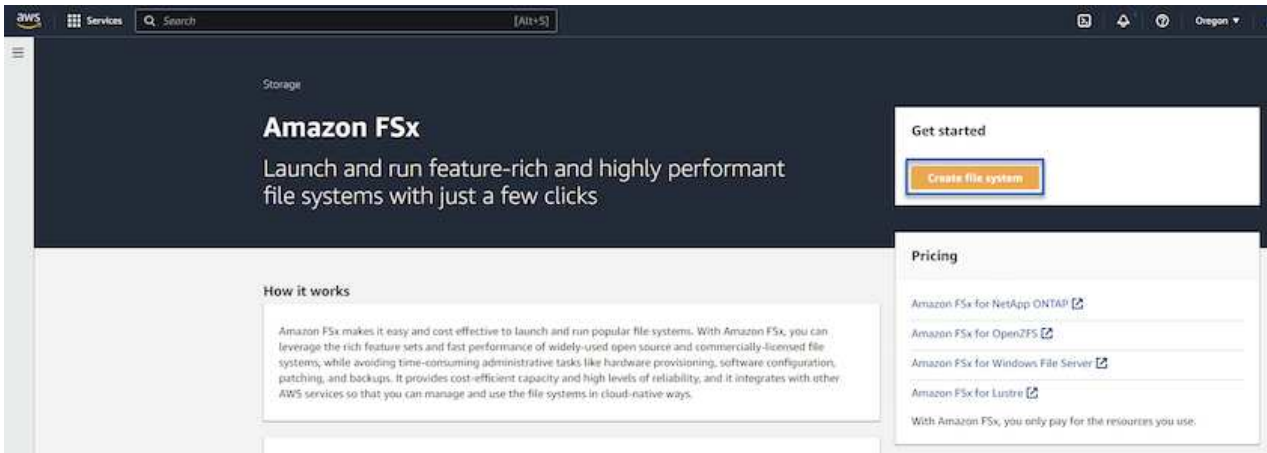 aws Services Search [Alt+S] Oregon
Storage
Amazon FSx
Launch and run feature-rich and highly performant
file systems with just a few clicks
Get started
Create file system
Pricing
Amazon FSx for NetApp ONTAP
Amazon FSx for OpenZFS
Amazon FSx for Windows File Server
Amazon FSx for Lustre
With Amazon FSx, you only pay for the resources you use.
How it works
Amazon FSx makes it easy and cost effective to launch and run popular file systems. With Amazon FSx, you can
leverage the rich feature sets and fast performance of widely-used open source and commercially-licensed file
systems, while avoiding time-consuming administrative tasks like hardware provisioning, software configuration,
patching, and backups. It provides cost-efficient capacity and high levels of reliability, and it integrates with other
AWS services so that you can manage and use the file systems in cloud-native ways.